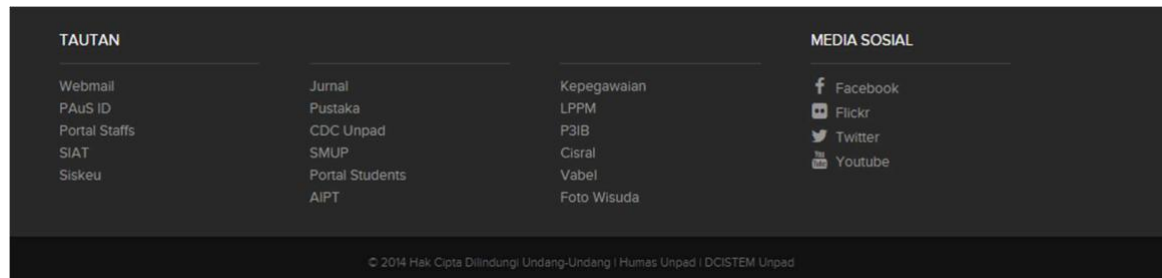 TAUTAN
Webmail
PAuS ID
Portal Staffs
SIAT
Siskeu
Jurnal
Pustaka
CDC Unpad
SMUP
Portal Students
AIPT
Kepegawaian
LPPM
P3IB
Cisral
Vabel
Foto Wisuda
MEDIA SOSIAL
Facebook
Flickr
Twitter
Youtube
© 2014 Hak Cipta Dilindungi Undang-Undang | Humas Unpad | DCISTEM Unpad